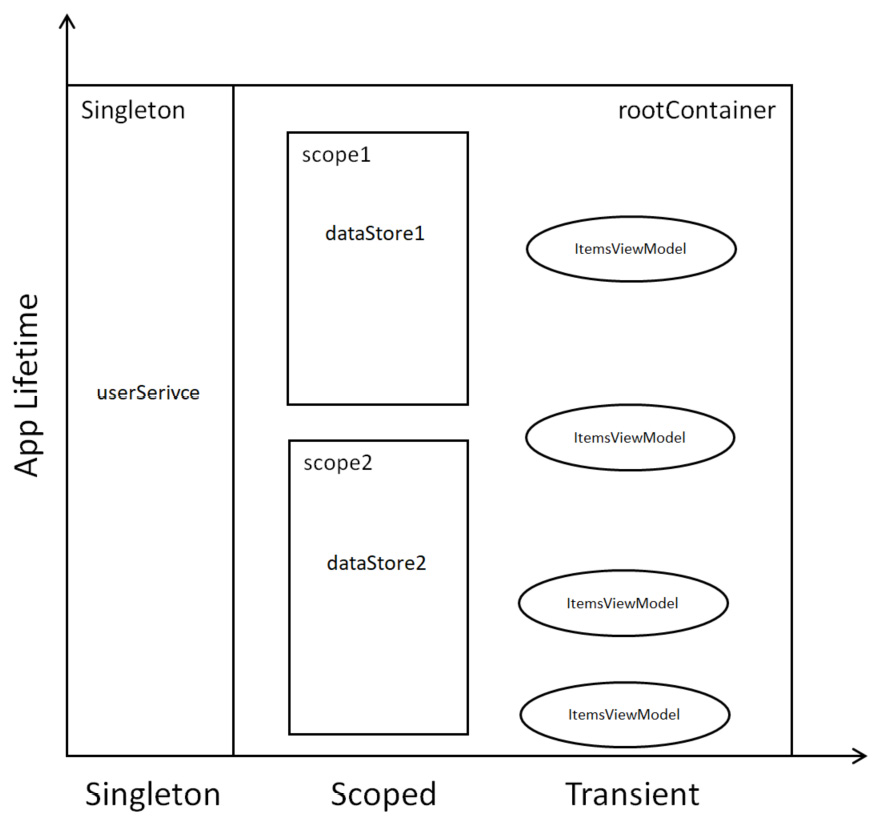 Singleton
rootContainer
scope1
dataStore1
ItemsViewModel
App Lifetime
userSerivce
ItemsViewModel
scope2
dataStore2
ItemsViewModel
ItemsViewModel
Singleton
Scoped
Transient